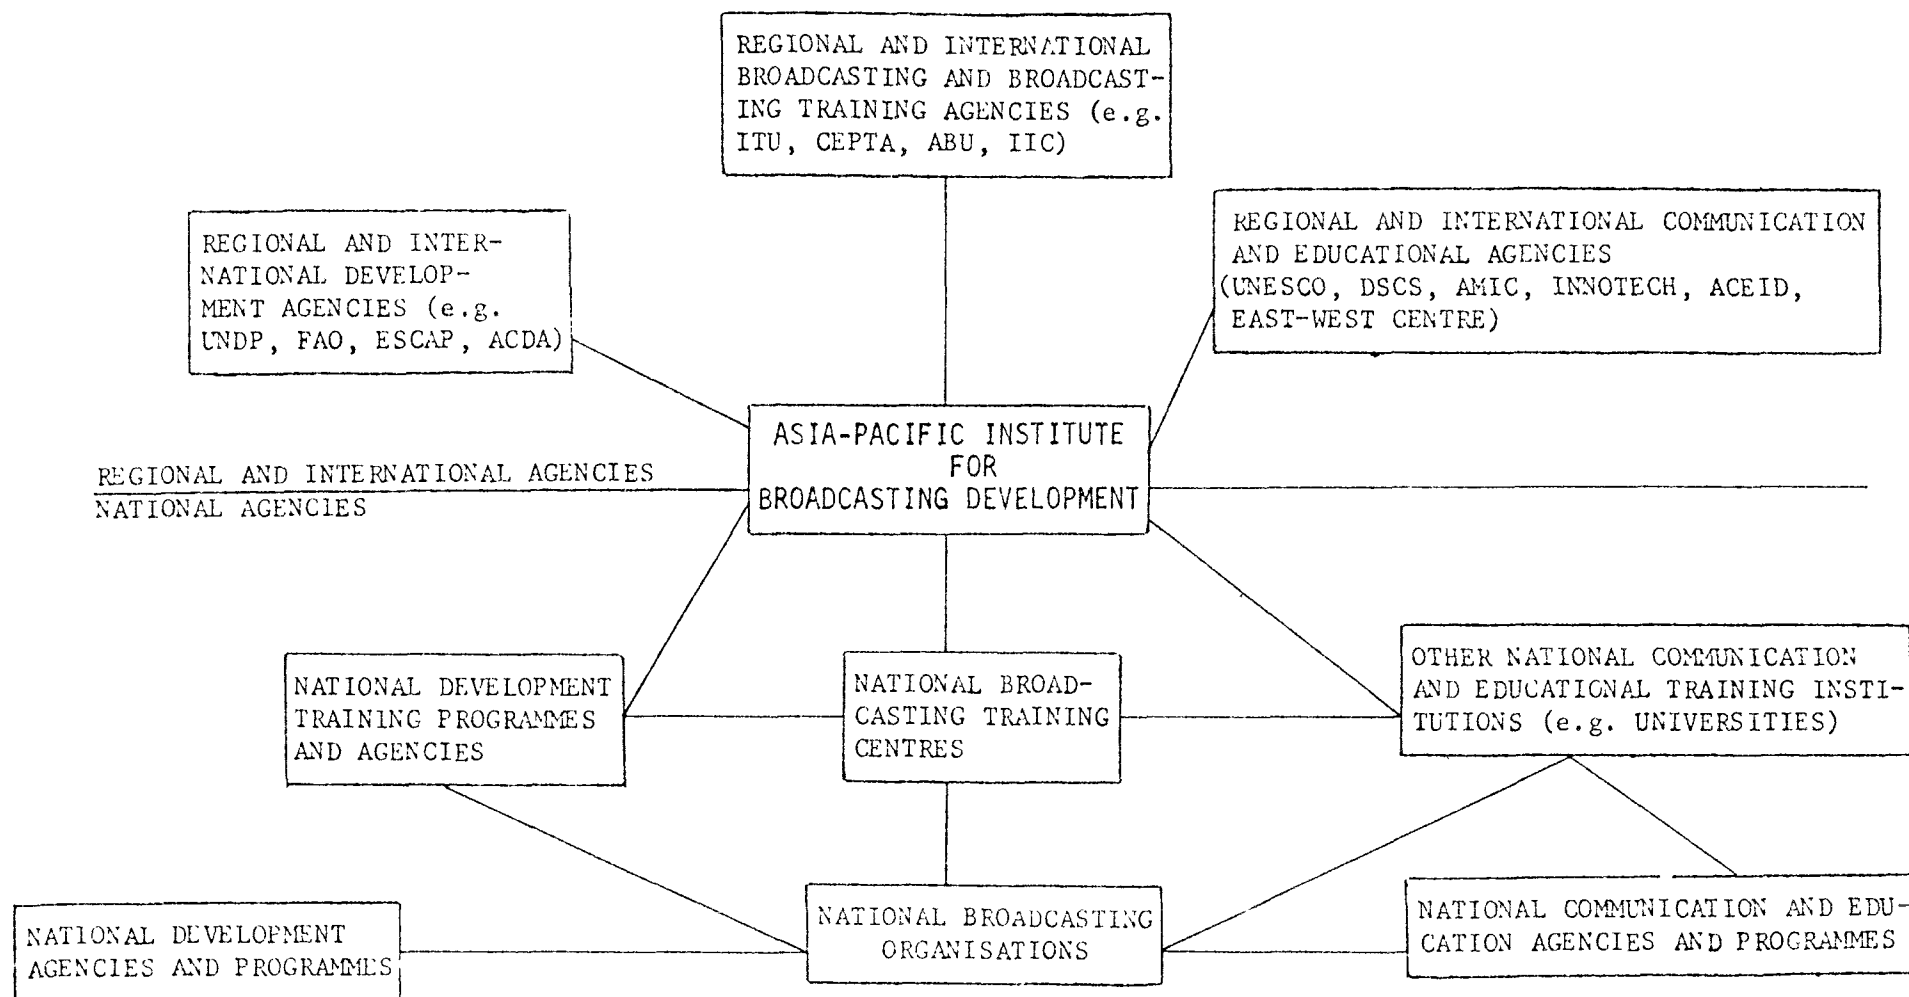 REGIONAL AND INTERNATIONAL
BROADCASTING AND BROADCAST-
ING TRAINING AGENCIES (e.g.
ITU, CEPTA, ABU, IIC)
REGIONAL AND INTER-
NATIONAL DEVELOP-
MENT AGENCIES (e.g.
UNDP, FAO, ESCAP, ACDA)
REGIONAL AND INTERNATIONAL COMMUNICATION
AND EDUCATIONAL AGENCIES
(UNESCO, DSCS, AMIC, INNOTECH, ACEID,
EAST-WEST CENTRE)
ASIA-PACIFIC INSTITUTE
FOR
BROADCASTING DEVELOPMENT
REGIONAL AND INTERNATIONAL AGENCIES
NATIONAL AGENCIES
NATIONAL DEVELOPMENT
TRAINING PROGRAMMES
AND AGENCIES
NATIONAL BROAD-
CASTING TRAINING
CENTRES
OTHER NATIONAL COMMUNICATION
AND EDUCATIONAL TRAINING INSTI-
TUTIONS (e.g. UNIVERSITIES)
NATIONAL DEVELOPMENT
AGENCIES AND PROGRAMMES
NATIONAL BROADCASTING
ORGANISATIONS
NATIONAL COMMUNICATION AND EDU-
CATION AGENCIES AND PROGRAMMES